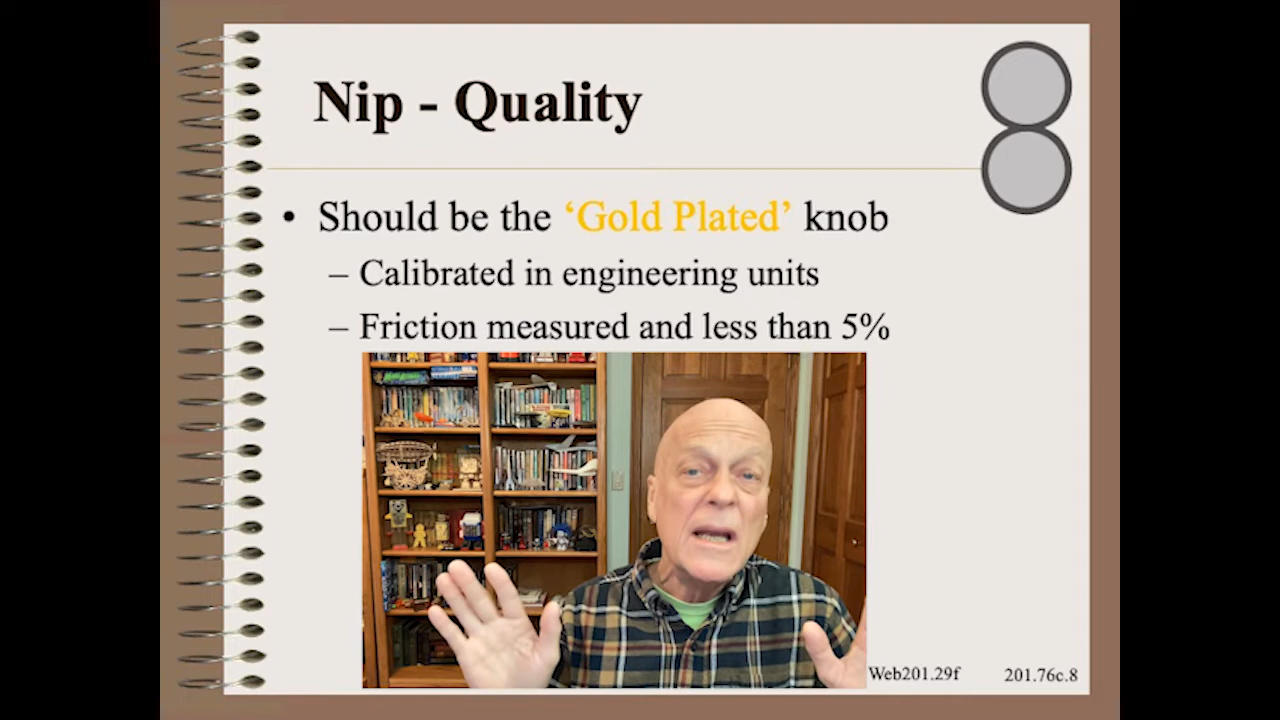 Nip - Quality
• Should be the ‘Gold Plated’ knob
– Calibrated in engineering units
– Friction measured and less than 5%
Web201.29f 201.76c.8